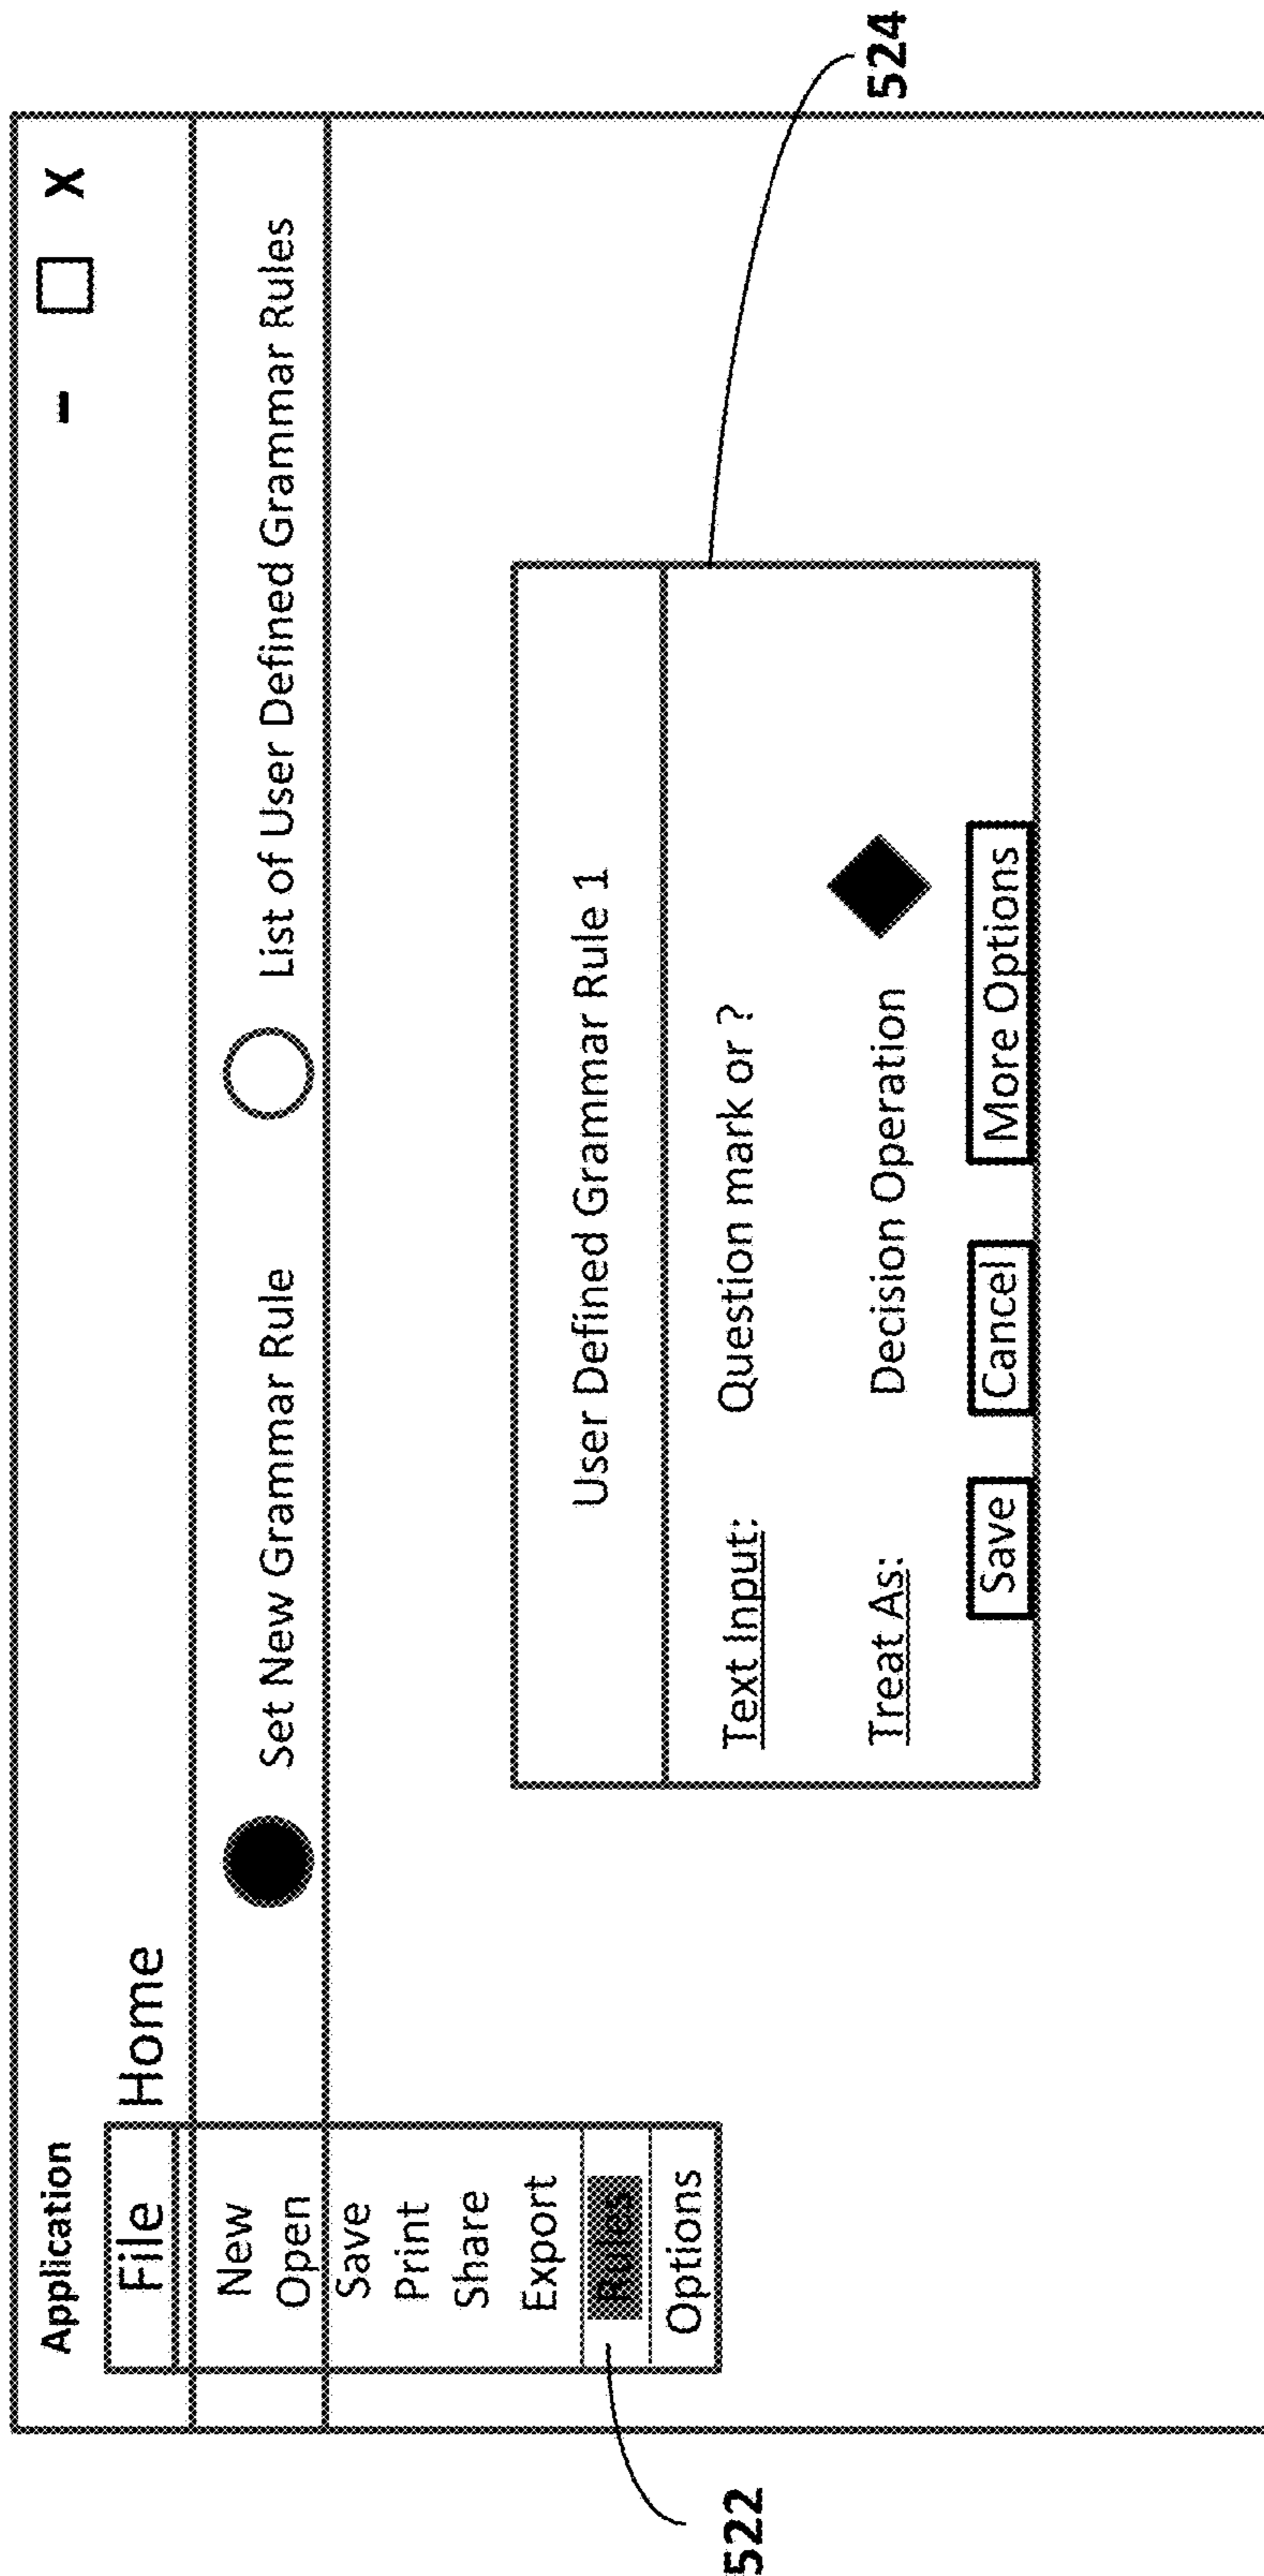 Application
– □ X
File Home
Set New Grammar Rule List of User Defined Grammar Rules
New
Open
Save
Print
Share
Export
Rules
Options
User Defined Grammar Rule 1
Text Input: Question mark or ?
Treat As: Decision Operation
Save Cancel More Options
522
524